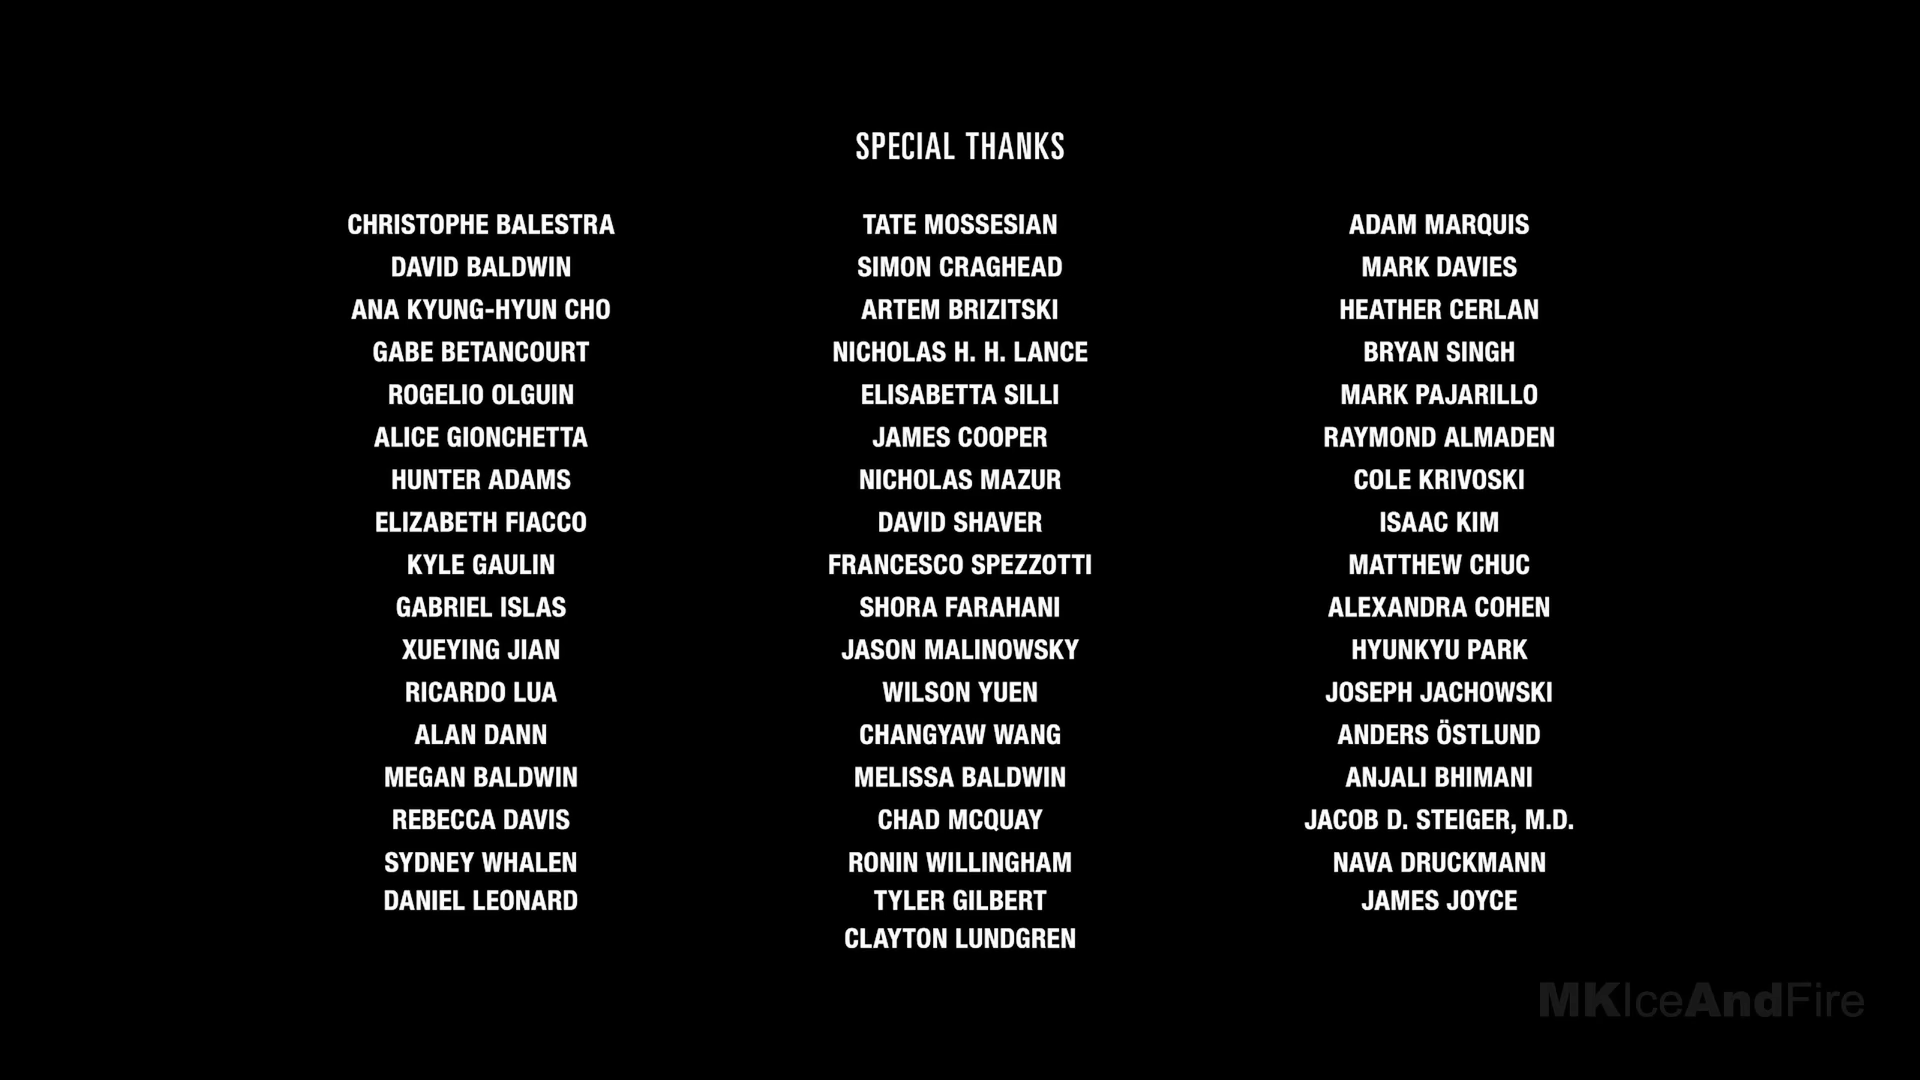 SPECIAL THANKS
CHRISTOPHE BALESTRA
DAVID BALDWIN
ANA KYUNG-HYUN CHO
GABE BETANCOURT
ROGELIO OLGUIN
ALICE GIONCHETTA
HUNTER ADAMS
ELIZABETH FIACCO
KYLE GAULIN
GABRIEL ISLAS
XUEYING JIAN
RICARDO LUA
ALAN DANN
MEGAN BALDWIN
REBECCA DAVIS
SYDNEY WHALEN
DANIEL LEONARD
TATE MOSSESIAN
SIMON CRAGHEAD
ARTEM BRIZITSKI
NICHOLAS H. H. LANCE
ELISABETTA SILLI
JAMES COOPER
NICHOLAS MAZUR
DAVID SHAVER
FRANCESCO SPEZZOTTI
SHORA FARAHANI
JASON MALINOWSKY
WILSON YUEN
CHANGYAW WANG
MELISSA BALDWIN
CHAD MCQUAY
RONIN WILLINGHAM
TYLER GILBERT
CLAYTON LUNDGREN
ADAM MARQUIS
MARK DAVIES
HEATHER CERLAN
BRYAN SINGH
MARK PAJARILLO
RAYMOND ALMADEN
COLE KRIVOSKI
ISAAC KIM
MATTHEW CHUC
ALEXANDRA COHEN
HYUNKYU PARK
JOSEPH JACHOWSKI
ANDERS ÖSTLUND
ANJALI BHIMANI
JACOB D. STEIGER, M.D.
NAVA DRUCKMANN
JAMES JOYCE
MKIceAndFire